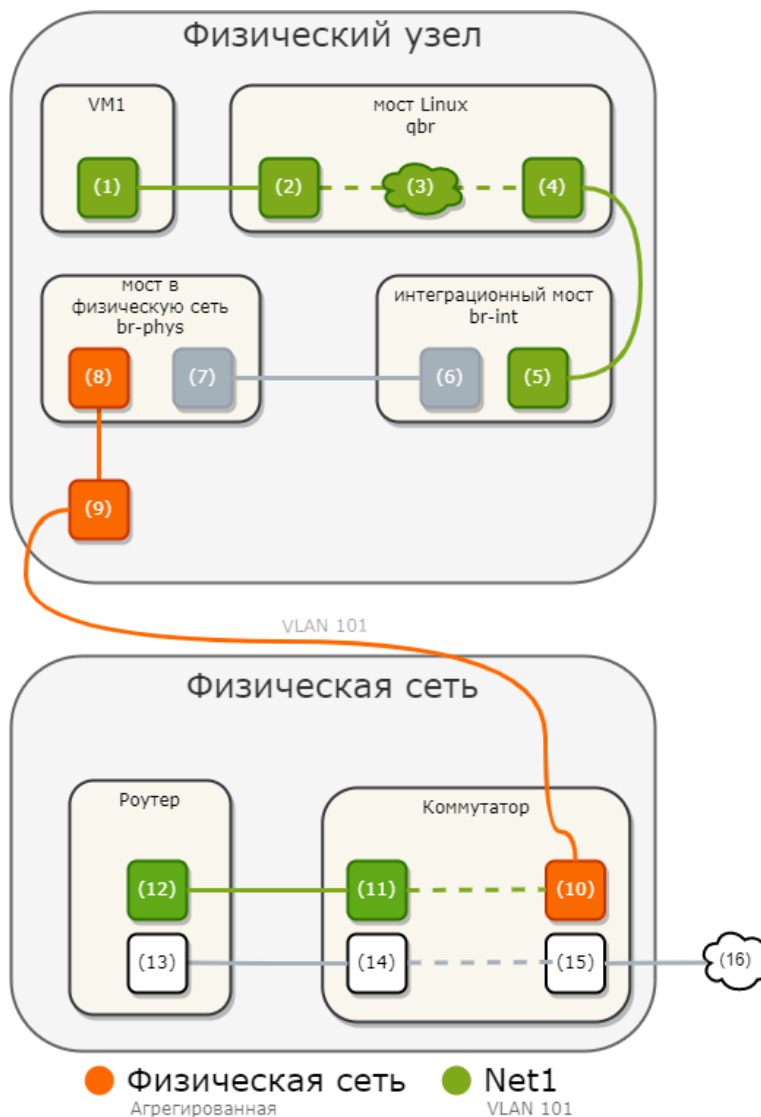 Физический узел
VM1
мост Linux
qbr
(1)
(2)
(3)
(4)
мост в
физическую сеть
br-phys
интеграционный мост
br-int
(8)
(7)
(6)
(5)
(9)
VLAN 101
Физическая сеть
Роутер
Коммутатор
(12)
(11)
(10)
(13)
(14)
(15)
(16)
Физическая сеть
Агрегированная
Net1
VLAN 101